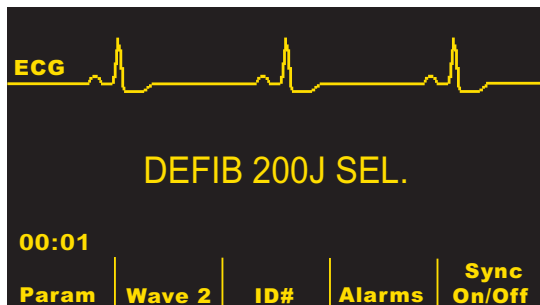 ECG
DEFIB 200J SEL.
00:01
Param
Wave 2
ID#
Alarms
Sync
On/Off